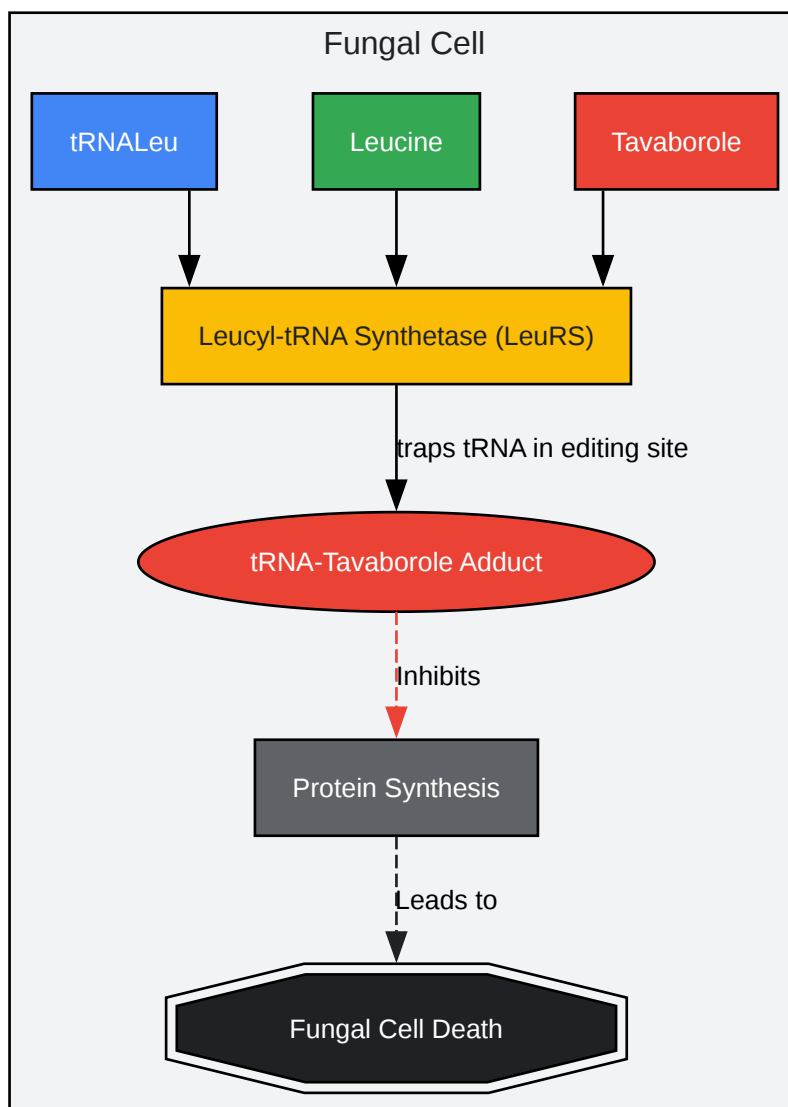 Fungal Cell
tRNALeu
Leucine
Tavaborole
Leucyl-tRNA Synthetase (LeuRS)
traps tRNA in editing site
tRNA-Tavaborole Adduct
Inhibits
Protein Synthesis
Leads to
Fungal Cell Death